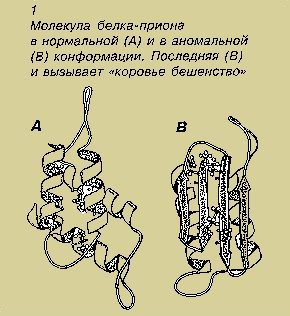 1
Молекула белка-приона
в нормальной (А) и в аномальной
(В) конформации. Последняя (В)
и вызывает «коровье бешенство»
А В